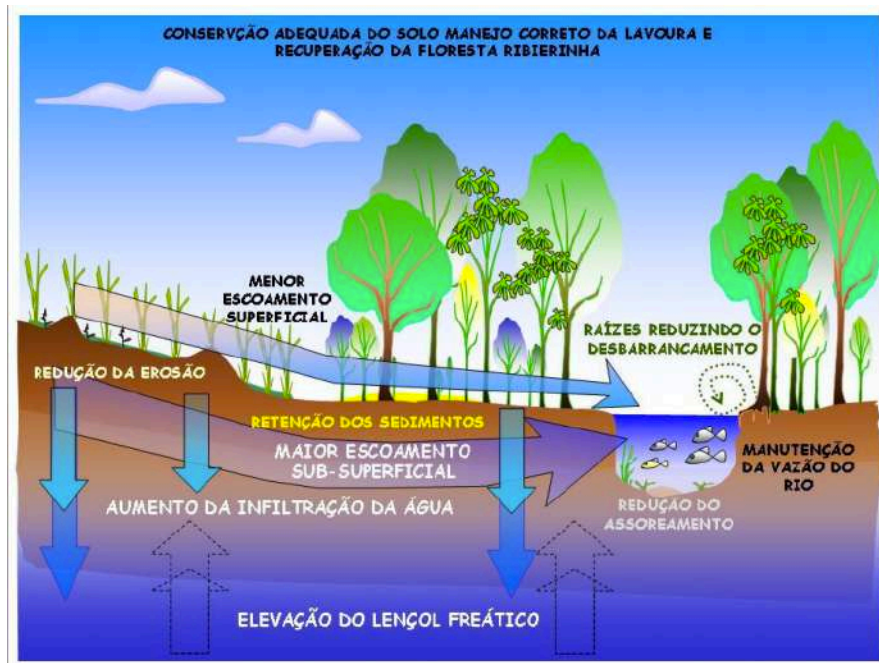 CONSERVÇÃO ADEQUADA DO SOLO MANEJO CORRETO DA LAVOURA E
RECUPERAÇÃO DA FLORESTA RIBIERINHA
MENOR
ESCOAMENTO
SUPERFICIAL
RAÍZES REDUZINDO O
DESBARRANCAMENTO
REDUÇÃO DA EROSÃO
RETENÇÃO DOS SEDIMENTOS
MAIOR ESCOAMENTO
SUB-SUPERFICIAL
MANUTENÇÃO
DA VAZÃO DO
RIO
AUMENTO DA INFILTRAÇÃO DA ÁGUA
REDUÇÃO DO
ASSOREAMENTO
ELEVAÇÃO DO LENÇOL FREÁTICO